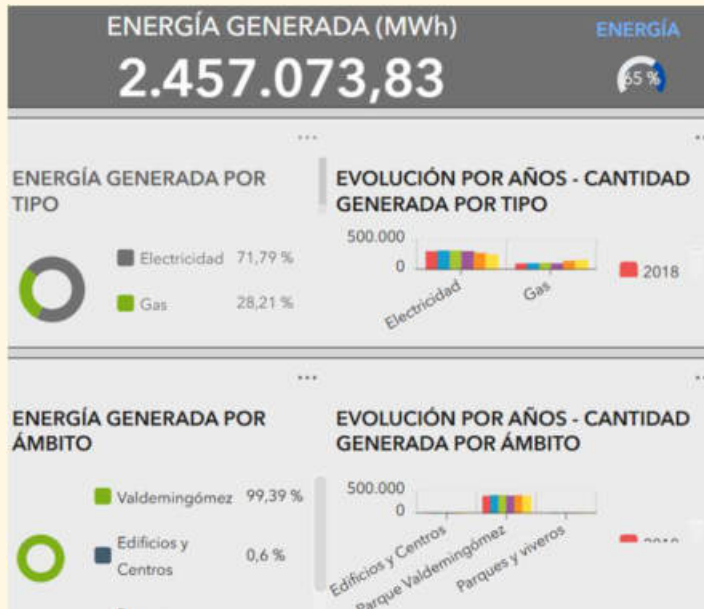 ENERGÍA GENERADA (MWh)
2.457.073,83
ENERGÍA
65 %
ENERGÍA GENERADA POR
TIPO
Electricidad 71,79 %
Gas 28,21 %
EVOLUCIÓN POR AÑOS - CANTIDAD
GENERADA POR TIPO
500.000
0
Electricidad
Gas
2018
ENERGÍA GENERADA POR
ÁMBITO
Valdemingómez 99,39 %
Edificios y
Centros
0,6 %
EVOLUCIÓN POR AÑOS - CANTIDAD
GENERADA POR ÁMBITO
500.000
0
Edificios y Centros
Parque Valdemingómez
Parques y viveros